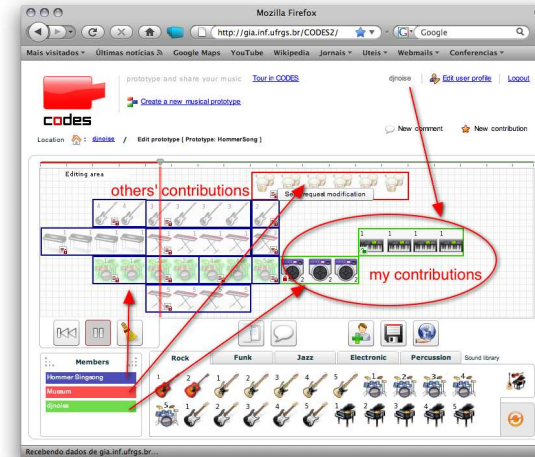 Mozilla Firefox
http://gia.inf.ufrgs.br/CODES2/
Google
Mais visitados
Últimas notícias
Google Maps
YouTube
Wikipedia
Jornais
Uteis
Webmails
Conferencias
prototype and share your music
Tour in CODES
djnoise
Edit user profile
Logout
Create a new musical prototype
codes
New comment
New contribution
Location : djnoise / Edit prototype [ Prototype: HommerSong ]
Editing area
others' contributions
request modification
my contributions
Members
Hommer Singsong
Mussum
djnoise
Rock
Funk
Jazz
Electronic
Percussion
Sound library
Recebendo dados de gia.inf.ufrgs.br...